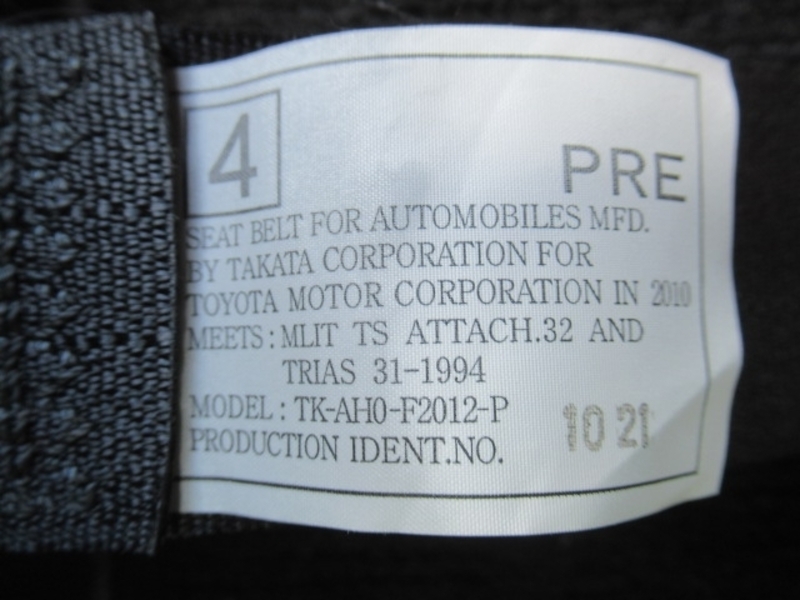 4 PRE
SEAT BELT FOR AUTOMOBILES MFD.
BY TAKATA CORPORATION FOR
TOYOTA MOTOR CORPORATION IN 2010
MEETS : MLIT TS ATTACH.32 AND
TRIAS 31-1994
MODEL : TK-AH0-F2012-P
PRODUCTION IDENT.NO. 10 21